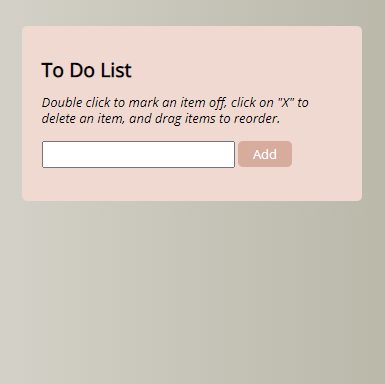 To Do List
Double click to mark an item off, click on "X" to
delete an item, and drag items to reorder.
Add